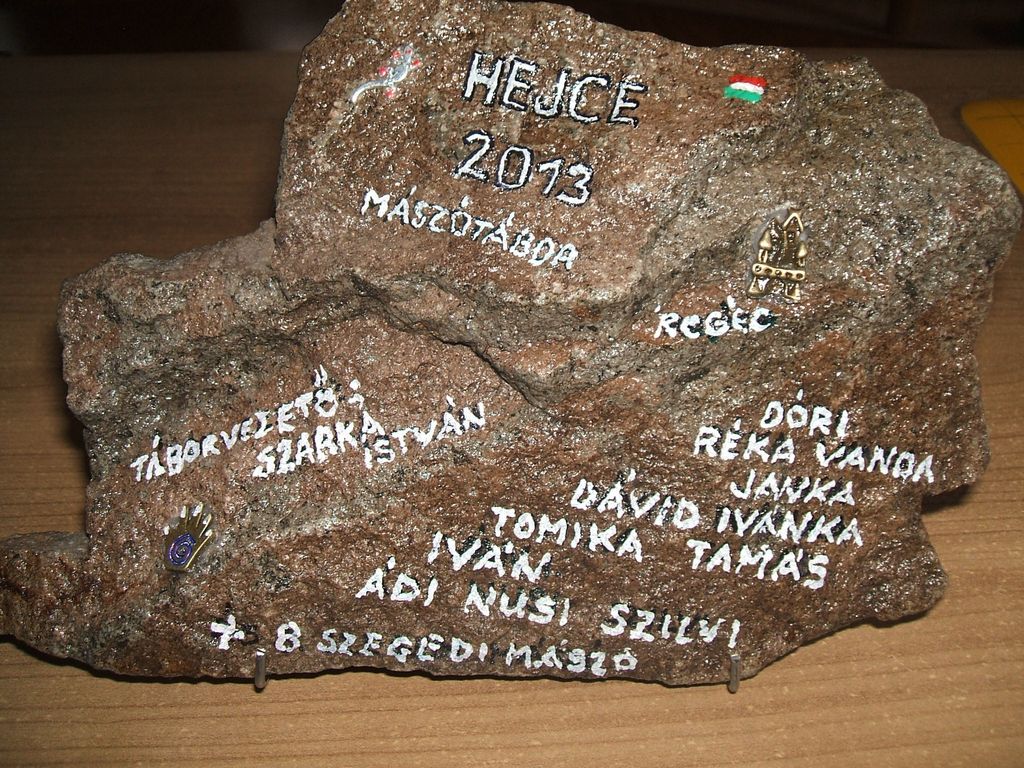 HEJCE
2013
MÁSZÓTÁBOR
REGÉC
TÁBORVEZETŐ:
SZARKA
ISTVÁN
DÓRI
RÉKA VANDA
JANKA
DÁVID IVÁNKA
TOMIKA TAMÁS
IVÁN
ÁDI NUSI SZILVI
+ 8 SZEGEDI MÁSZÓ